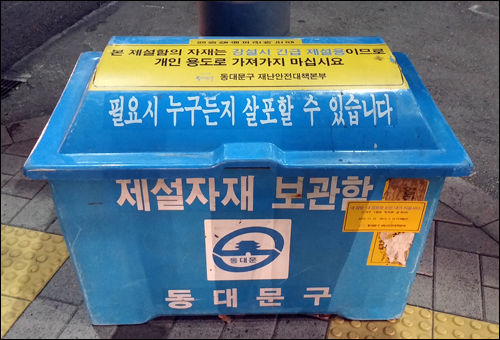 본 제설함의 자재는 강설시 긴급 제설용이므로
개인 용도로 가져가지 마십시요
동대문구 재난안전대책본부
필요시 누구든지 살포할 수 있습니다
제설자재 보관함
동대문
동대문구